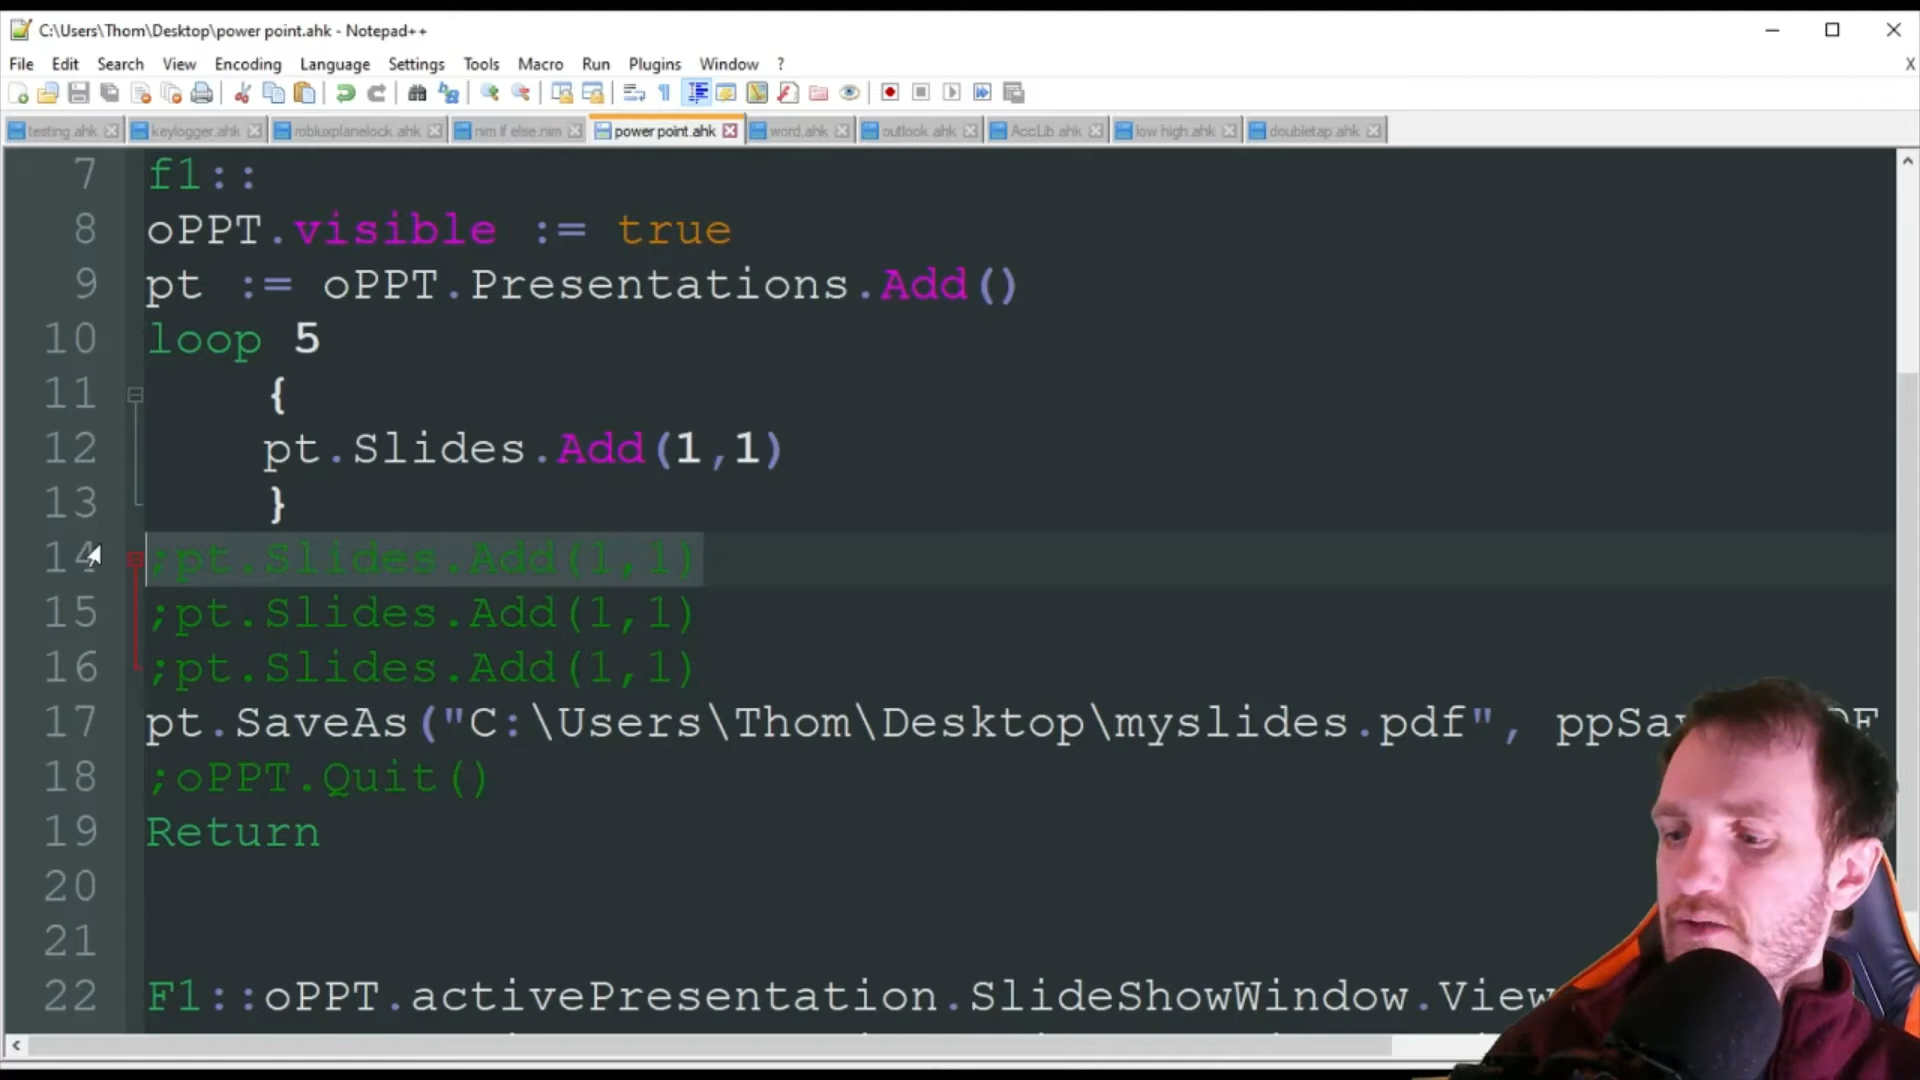 C:\Users\Thom\Desktop\power point.ahk - Notepad++
File Edit Search View Encoding Language Settings Tools Macro Run Plugins Window ? X
testing.ahk keylogger.ahk robluxplanelock.ahk nim if else.nim power point.ahk word.ahk outlook.ahk AccLib.ahk low high.ahk doubletap.ahk
7 f1::
8 oPPT.visible := true
9 pt := oPPT.Presentations.Add()
10 loop 5
11 {
12 pt.Slides.Add(1,1)
13 }
14 ;pt.Slides.Add(1,1)
15 ;pt.Slides.Add(1,1)
16 ;pt.Slides.Add(1,1)
17 pt.SaveAs("C:\Users\Thom\Desktop\myslides.pdf",
18 ;oPPT.Quit()
19 Return
20
21
22 F1::oPPT.activePresentation.SlideShowWindow.View